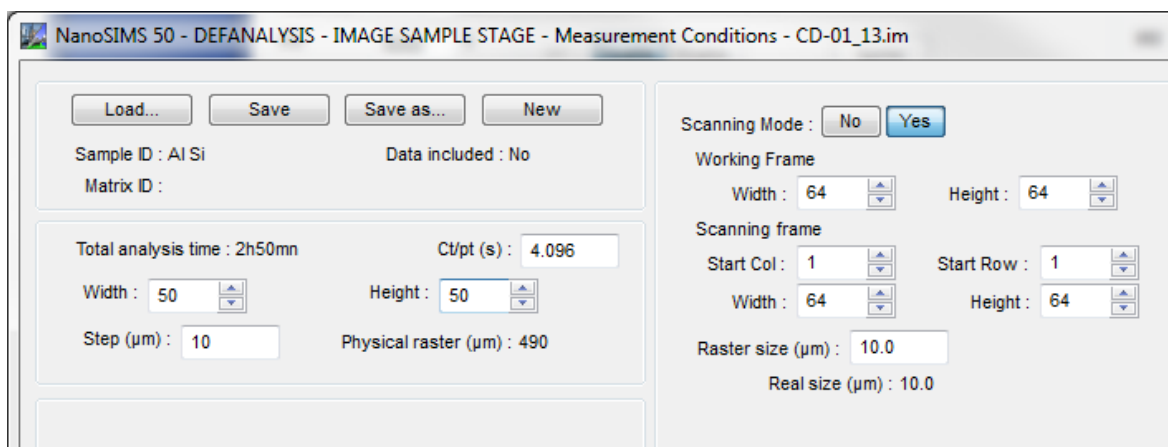 NanoSIMS 50 - DEFANALYSIS - IMAGE SAMPLE STAGE - Measurement Conditions - CD-01_13.im
Load... Save Save as... New
Sample ID : Al Si Data included : No
Matrix ID :
Total analysis time : 2h50mn Ct/pt (s) : 4.096
Width : 50 Height : 50
Step (µm) : 10 Physical raster (µm) : 490
Scanning Mode : No Yes
Working Frame
Width : 64 Height : 64
Scanning frame
Start Col : 1 Start Row : 1
Width : 64 Height : 64
Raster size (µm) : 10.0
Real size (µm) : 10.0